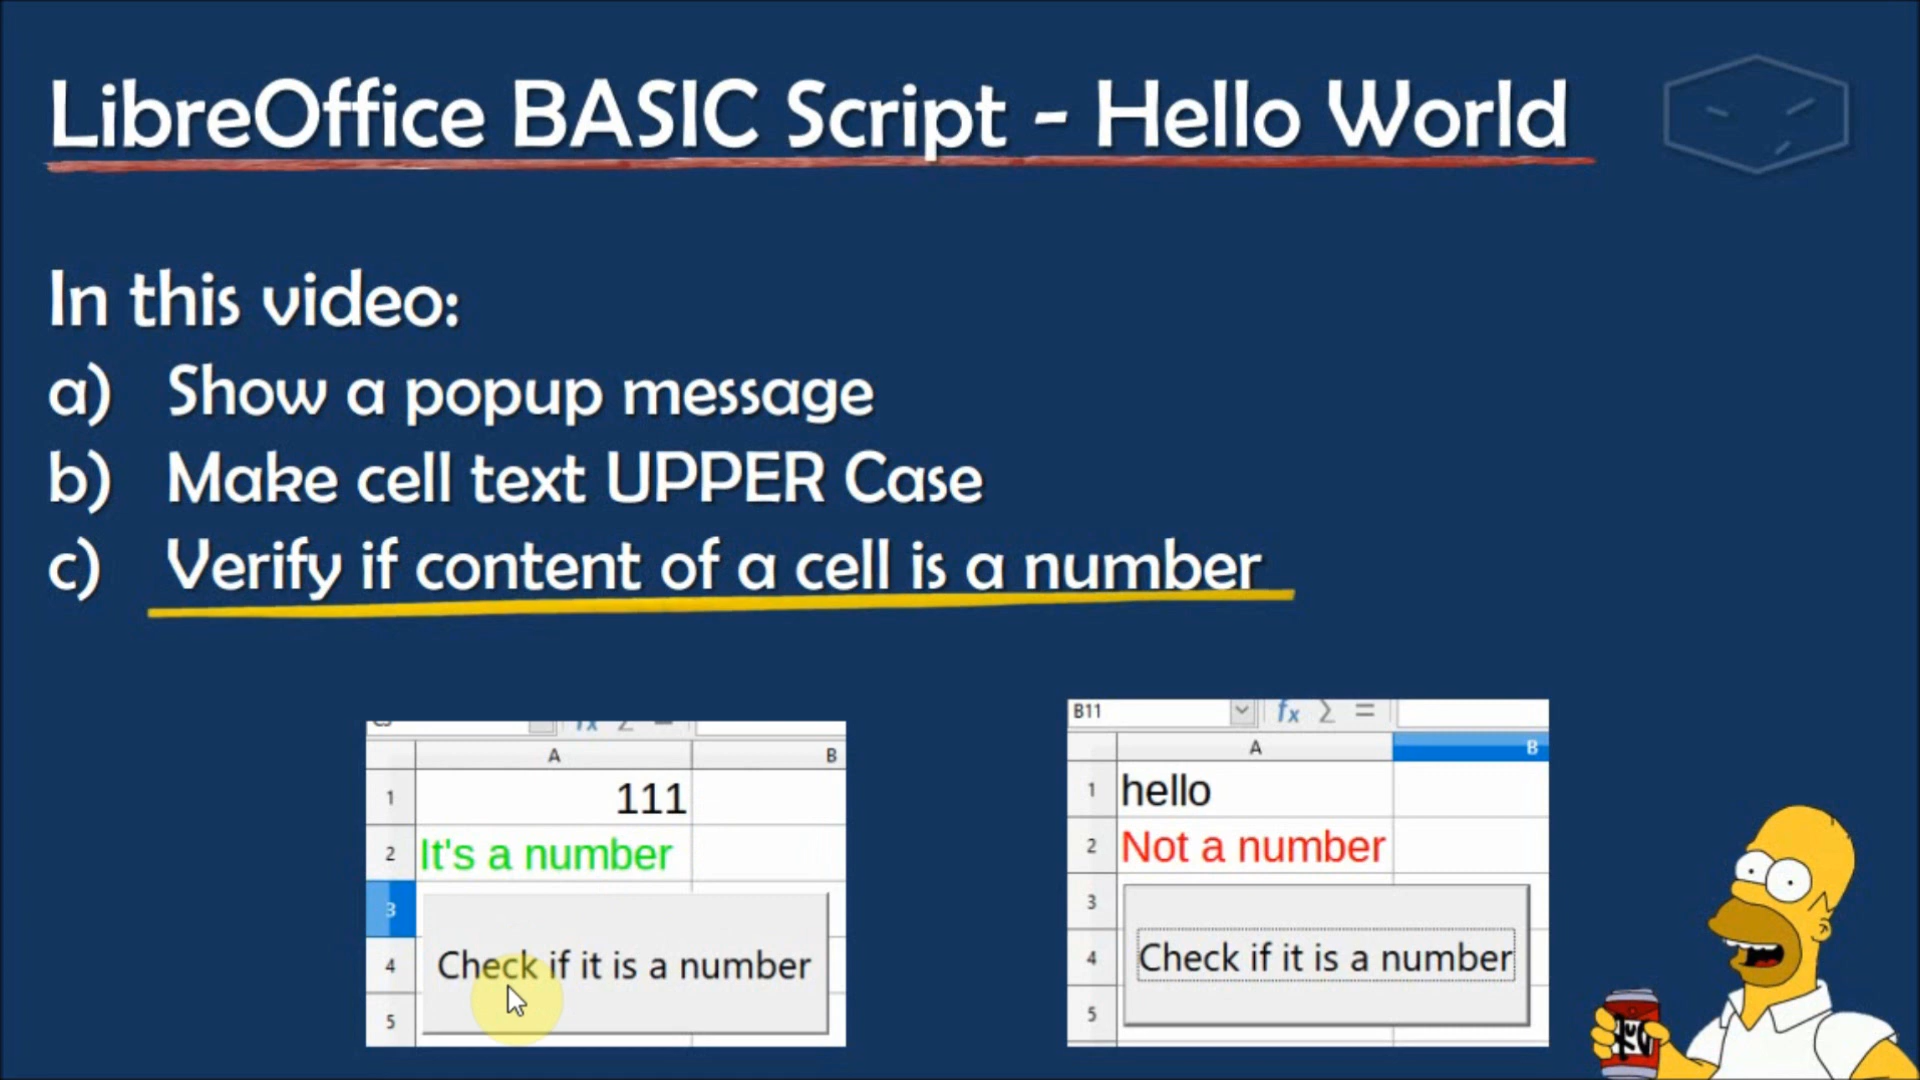 LibreOffice BASIC Script - Hello World
In this video:
a) Show a popup message
b) Make cell text UPPER Case
c) Verify if content of a cell is a number
A B
1 111
2 It's a number
3
4 Check if it is a number
5
B11 fx Σ =
A B
1 hello
2 Not a number
3
4 Check if it is a number
5